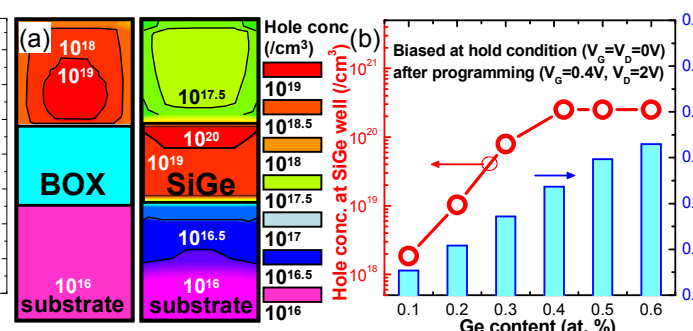 (a)
10^18
10^19
BOX
10^16
substrate
10^17.5
10^20
10^19
SiGe
10^16.5
10^16
substrate
Hole conc.
(/cm^3)
10^19
10^18.5
10^18
10^17.5
10^17
10^16.5
10^16
(b)
Hole conc. at SiGe well (/cm^3)
10^21
10^20
10^19
10^18
Biased at hold condition (V_G=V_D=0V)
after programming (V_G=0.4V, V_D=2V)
0.1 0.2 0.3 0.4 0.5 0.6
Ge content (at. %)